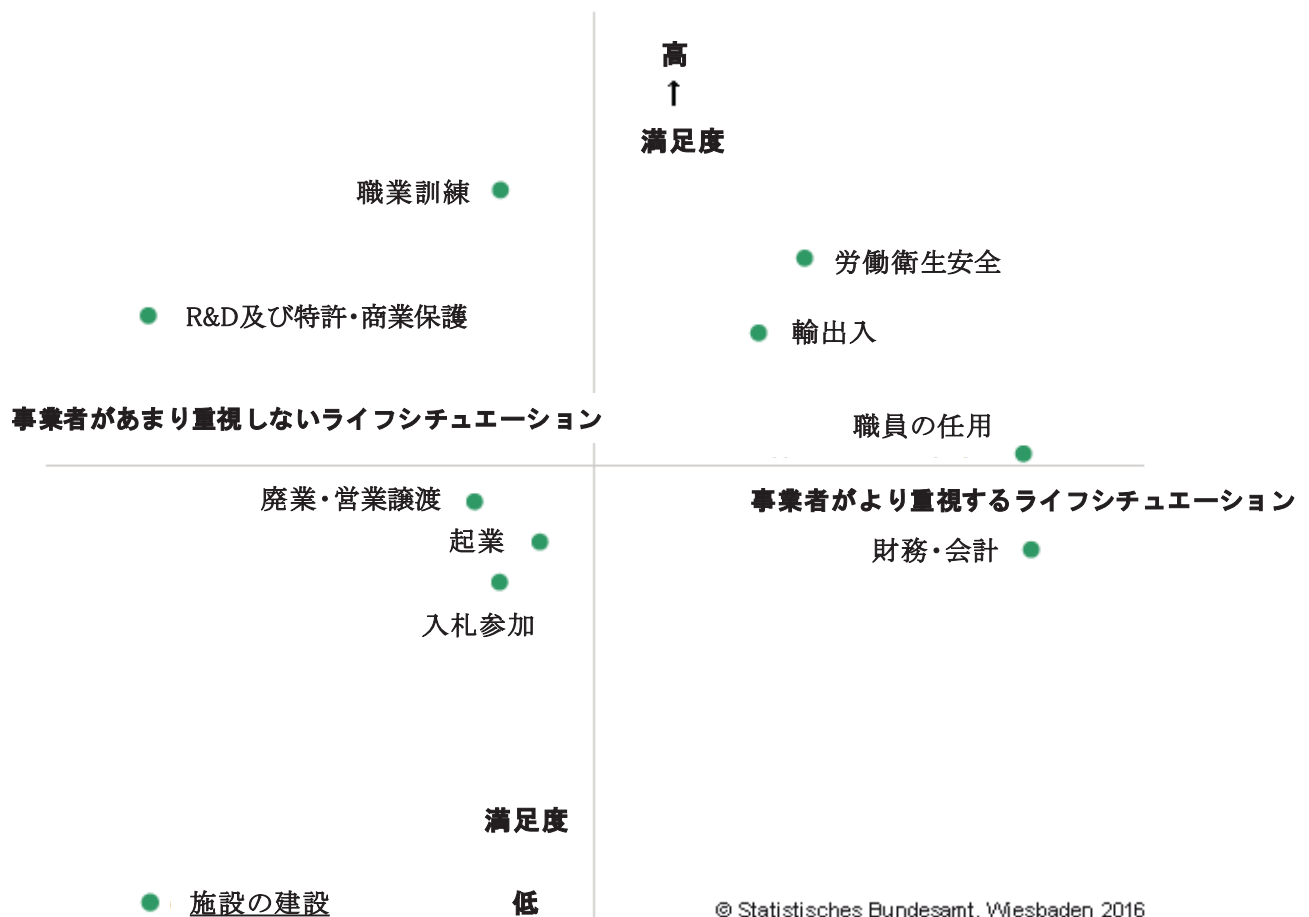 高
↑
満足度
職業訓練
労働衛生安全
R&D及び特許・商業保護
輸出入
事業者があまり重視しないライフシチュエーション
職員の任用
廃業・営業譲渡
事業者がより重視するライフシチュエーション
起業
財務・会計
入札参加
満足度
施設の建設
低
© Statistisches Bundesamt, Wiesbaden 2016